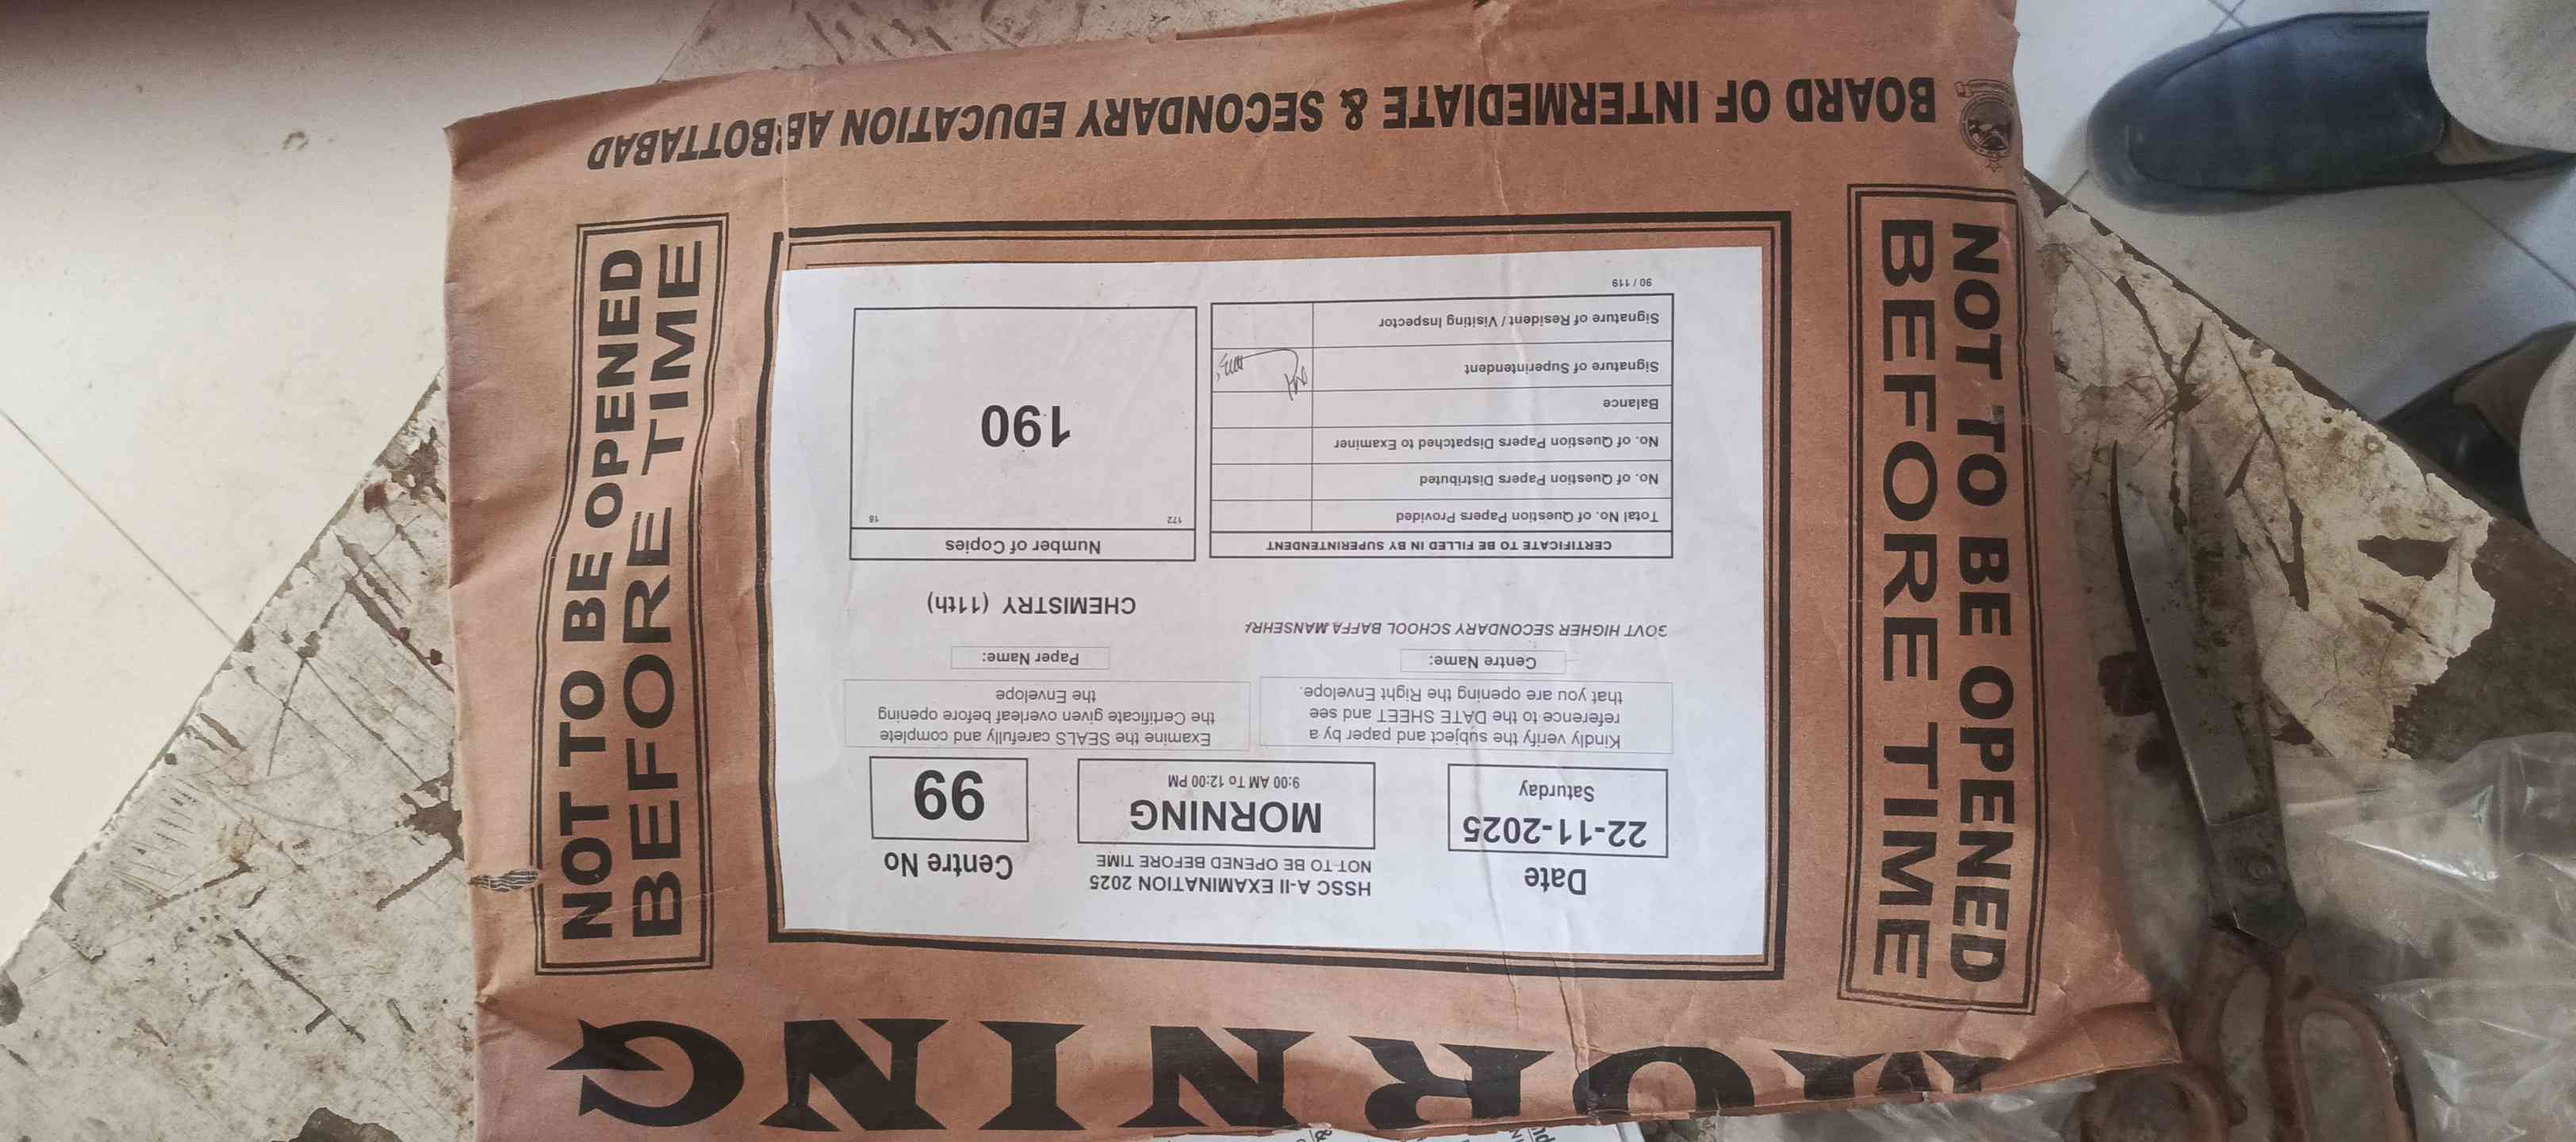 MORNING
NOT TO BE OPENED
BEFORE TIME
HSSC A-II EXAMINATION 2025
NOT TO BE OPENED BEFORE TIME
Date
22-11-2025
Saturday
MORNING
9:00 AM To 12:00 PM
Centre No
99
Kindly verify the subject and paper by a
reference to the DATE SHEET and see
that you are opening the Right Envelope.
Examine the SEALS carefully and complete
the Certificate given overleaf before opening
the Envelope
Centre Name:
GOVT HIGHER SECONDARY SCHOOL BAFFA MANSEHRA
Paper Name:
CHEMISTRY (11th)
CERTIFICATE TO BE FILLED IN BY SUPERINTENDENT
Total No. of Question Papers Provided
No. of Question Papers Distributed
No. of Question Papers Dispatched to Examiner
Balance
Signature of Superintendent
Signature of Resident / Visiting Inspector
90 / 119
Number of Copies
172
18
190
NOT TO BE OPENED
BEFORE TIME
BOARD OF INTERMEDIATE & SECONDARY EDUCATION ABBOTTABAD